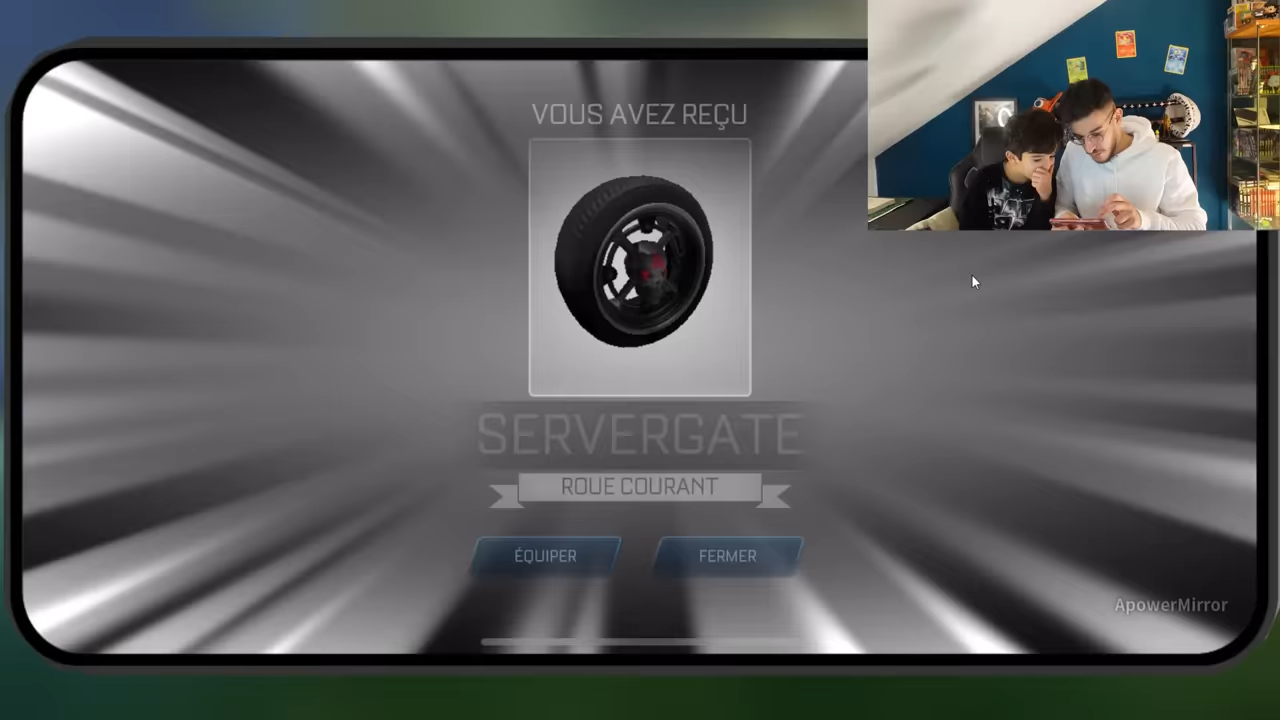 VOUS AVEZ REÇU
SERVERGATE
ROUE COURANT
ÉQUIPER
FERMER
ApowerMirror